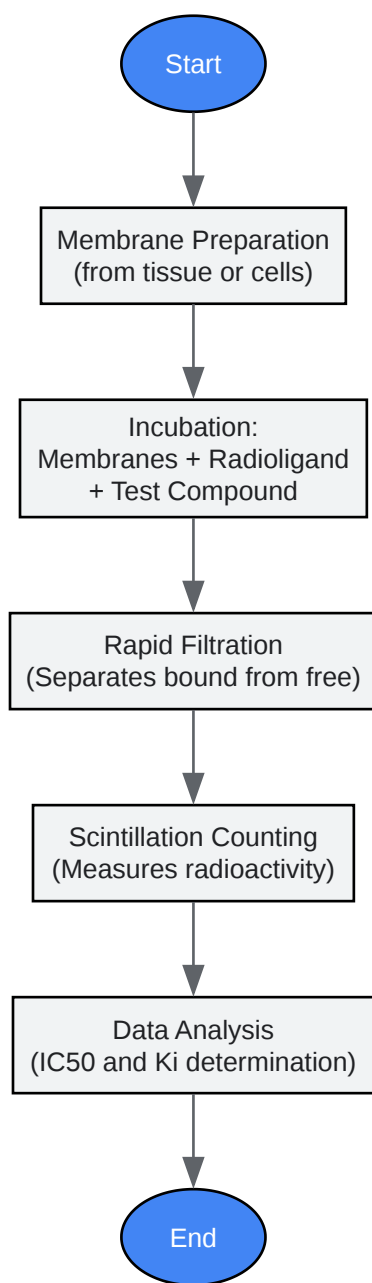 Start
Membrane Preparation
(from tissue or cells)
Incubation:
Membranes + Radioligand
+ Test Compound
Rapid Filtration
(Separates bound from free)
Scintillation Counting
(Measures radioactivity)
Data Analysis
(IC50 and Ki determination)
End